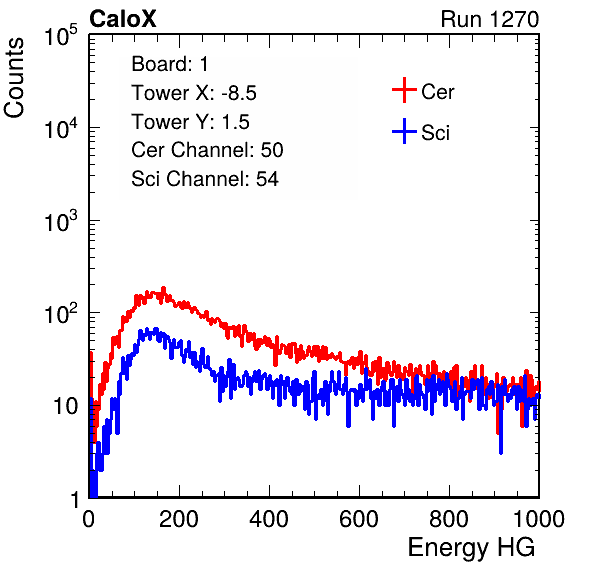 CaloX Run 1270
Counts
Board: 1
Tower X: -8.5
Tower Y: 1.5
Cer Channel: 50
Sci Channel: 54
Cer
Sci
10^5
10^4
10^3
10^2
10
1
0 200 400 600 800 1000
Energy HG